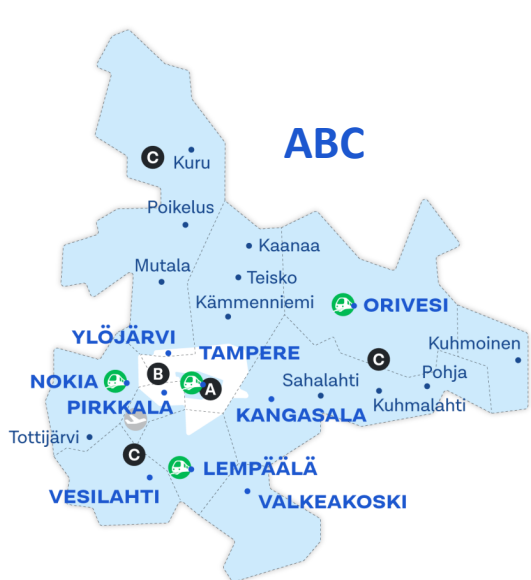 ABC
C
Kuru
Poikelus
Kaanaa
Mutala
Teisko
Kämmenniemi
ORIVESI
YLÖJÄRVI
TAMPERE
Kuhmoinen
C
B
NOKIA
A
Sahalahti
Pohja
PIRKKALA
KANGASALA
Kuhmalahti
Tottijärvi
C
LEMPÄÄLÄ
VESILAHTI
VALKEAKOSKI